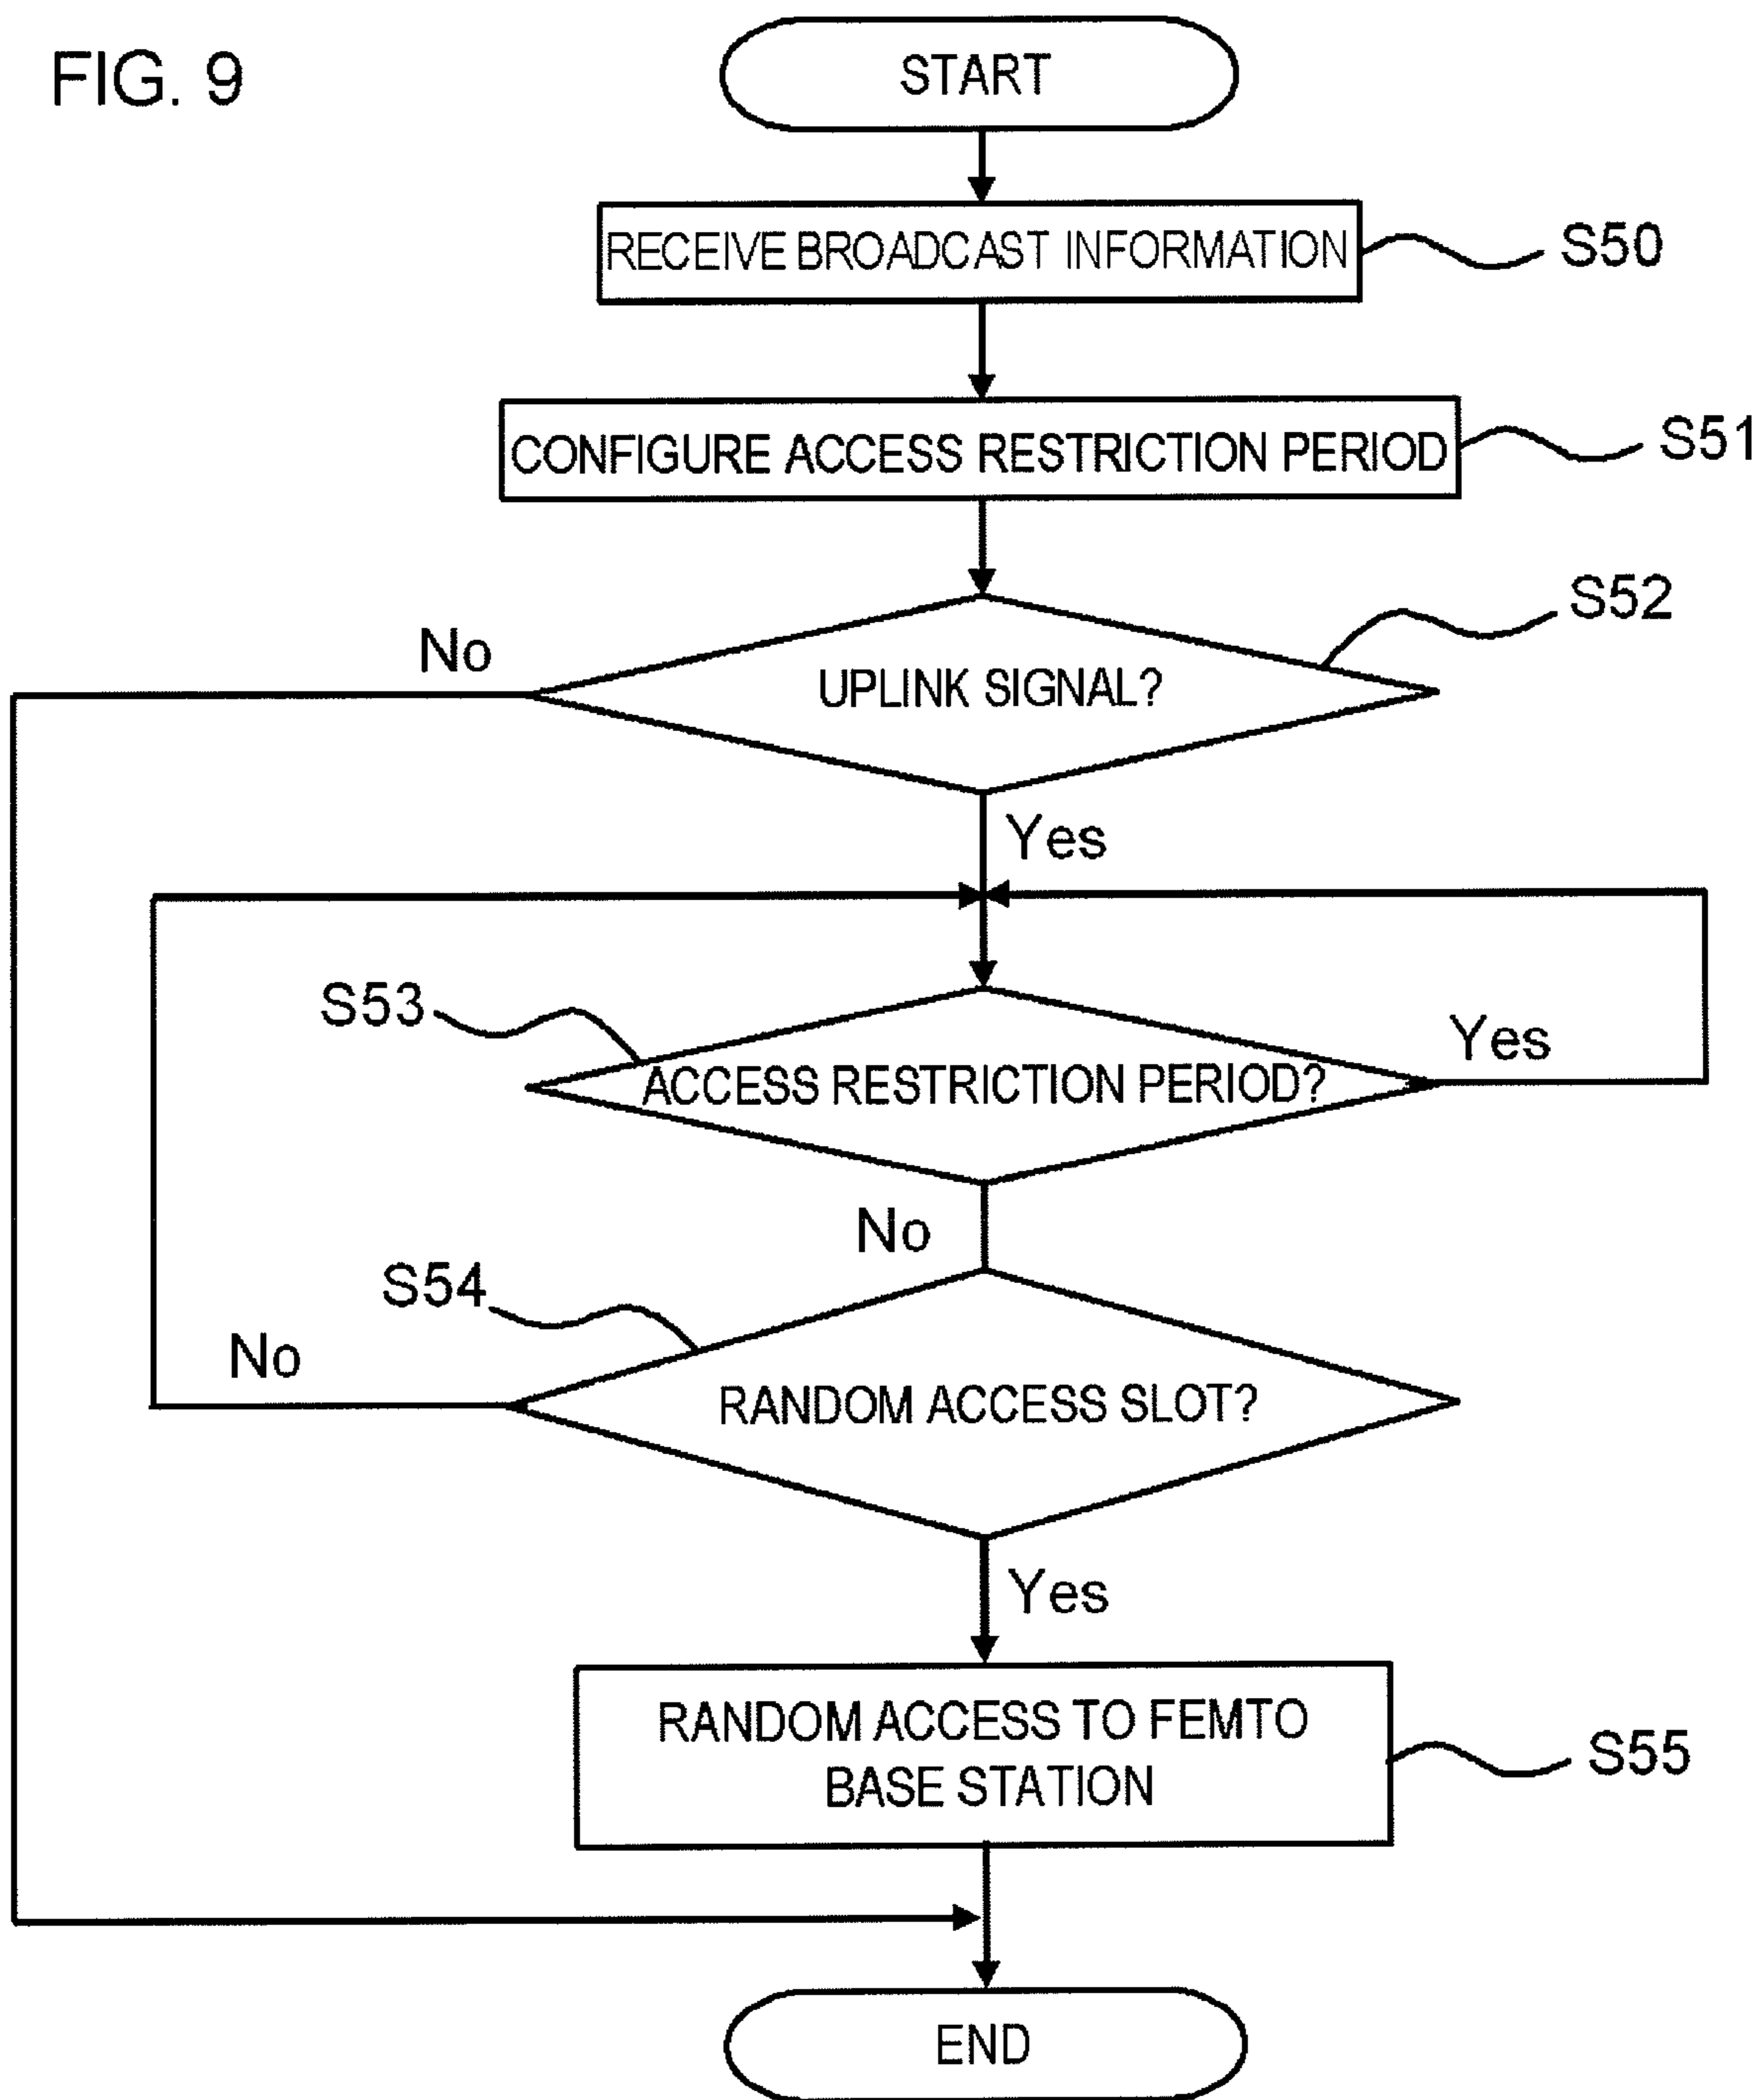 FIG. 9
START
RECEIVE BROADCAST INFORMATION
S50
CONFIGURE ACCESS RESTRICTION PERIOD
S51
S52
No
UPLINK SIGNAL?
Yes
S53
Yes
ACCESS RESTRICTION PERIOD?
No
S54
No
RANDOM ACCESS SLOT?
Yes
RANDOM ACCESS TO FEMTO
BASE STATION
S55
END